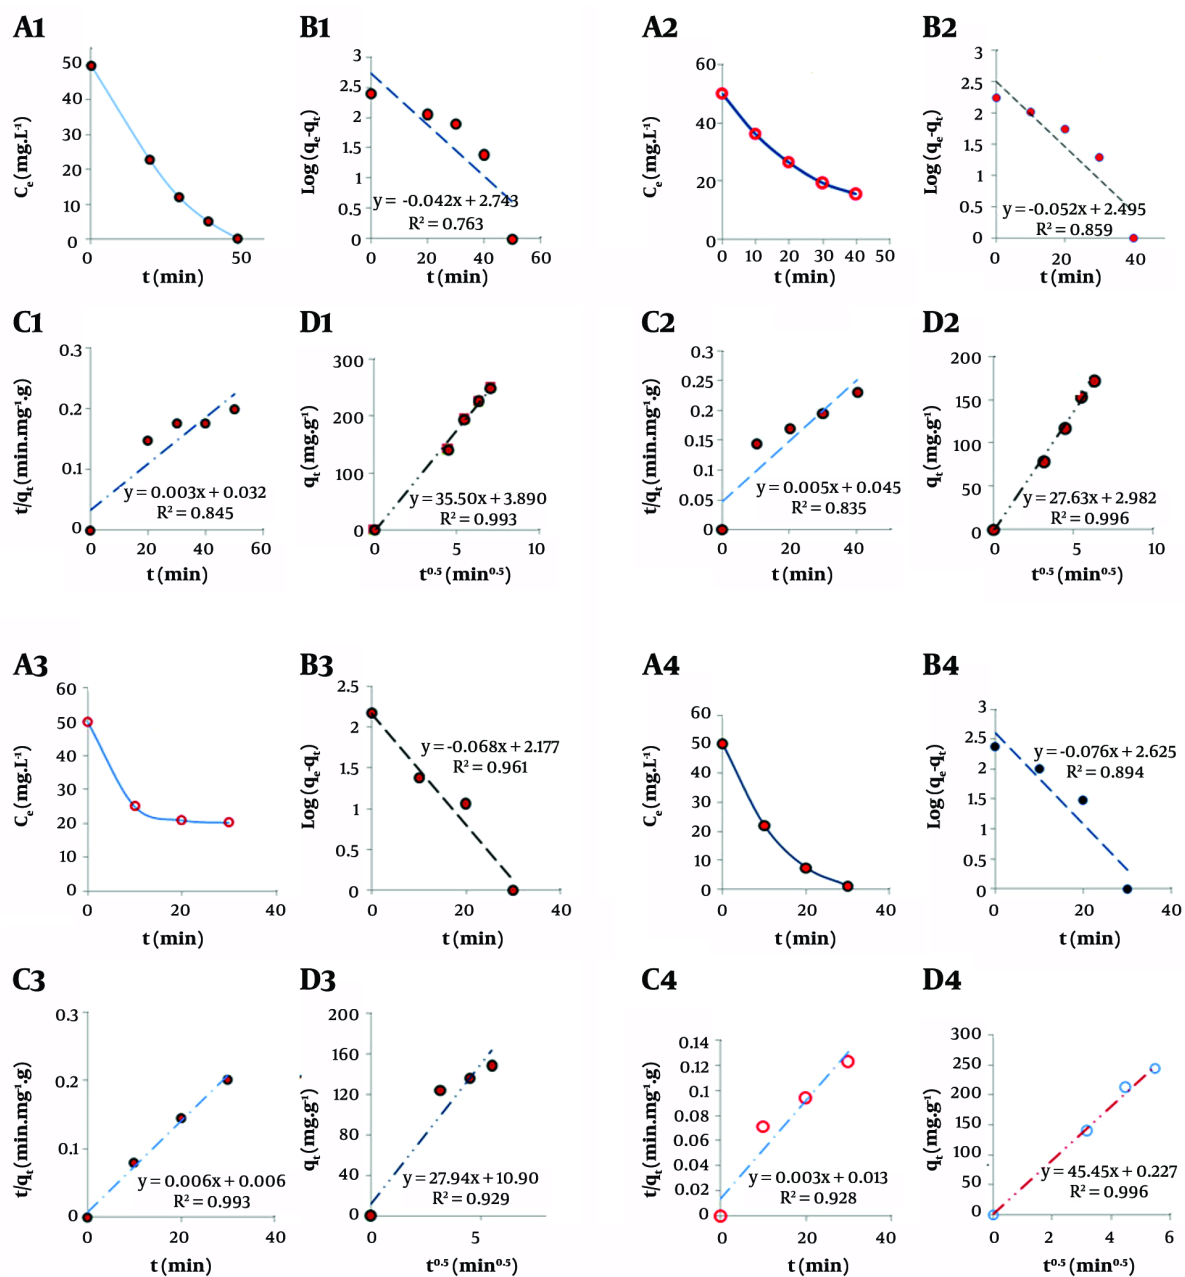 A1
B1
A2
B2
50
40
30
20
10
0
Cₑ (mg.L⁻¹)
0
50
t (min)
3
2.5
2
1.5
1
0.5
0
Log (qₑ-qₜ)
y = -0.042x + 2.743
R² = 0.763
0
20
40
60
t (min)
60
40
20
0
Cₑ (mg.L⁻¹)
0
10
20
30
40
50
t (min)
3
2.5
2
1.5
1
0.5
0
Log (qₑ-qₜ)
y = -0.052x + 2.495
R² = 0.859
0
20
40
t (min)
C1
D1
C2
D2
0.3
0.2
0.1
0
t/qₜ (min.mg⁻¹·g)
y = 0.003x + 0.032
R² = 0.845
0
20
40
60
t (min)
300
200
100
0
qₜ (mg.g⁻¹)
y = 35.50x + 3.890
R² = 0.993
0
5
10
t⁰·⁵ (min⁰·⁵)
0.3
0.25
0.2
0.15
0.1
0.05
0
t/qₜ (min.mg⁻¹·g)
y = 0.005x + 0.045
R² = 0.835
0
20
40
t (min)
200
150
100
50
0
qₜ (mg.g⁻¹)
y = 27.63x + 2.982
R² = 0.996
0
5
10
t⁰·⁵ (min⁰·⁵)
A3
B3
A4
B4
60
50
40
30
20
10
0
Cₑ (mg.L⁻¹)
0
20
40
t (min)
2.5
2
1.5
1
0.5
0
Log (qₑ-qₜ)
y = -0.068x + 2.177
R² = 0.961
0
20
40
t (min)
60
50
40
30
20
10
0
Cₑ (mg.L⁻¹)
0
20
40
t (min)
3
2.5
2
1.5
1
0.5
0
Log (qₑ-qₜ)
y = -0.076x + 2.625
R² = 0.894
0
20
40
t (min)
C3
D3
C4
D4
0.3
0.2
0.1
0
t/qₜ (min.mg⁻¹·g)
y = 0.006x + 0.006
R² = 0.993
0
20
40
t (min)
200
160
120
80
40
0
qₜ (mg.g⁻¹)
y = 27.94x + 10.90
R² = 0.929
0
5
t⁰·⁵ (min⁰·⁵)
0.14
0.12
0.1
0.08
0.06
0.04
0.02
0
t/qₜ (min.mg⁻¹·g)
y = 0.003x + 0.013
R² = 0.928
0
20
40
t (min)
300
250
200
150
100
50
0
qₜ (mg.g⁻¹)
y = 45.45x + 0.227
R² = 0.996
0
2
4
6
t⁰·⁵ (min⁰·⁵)